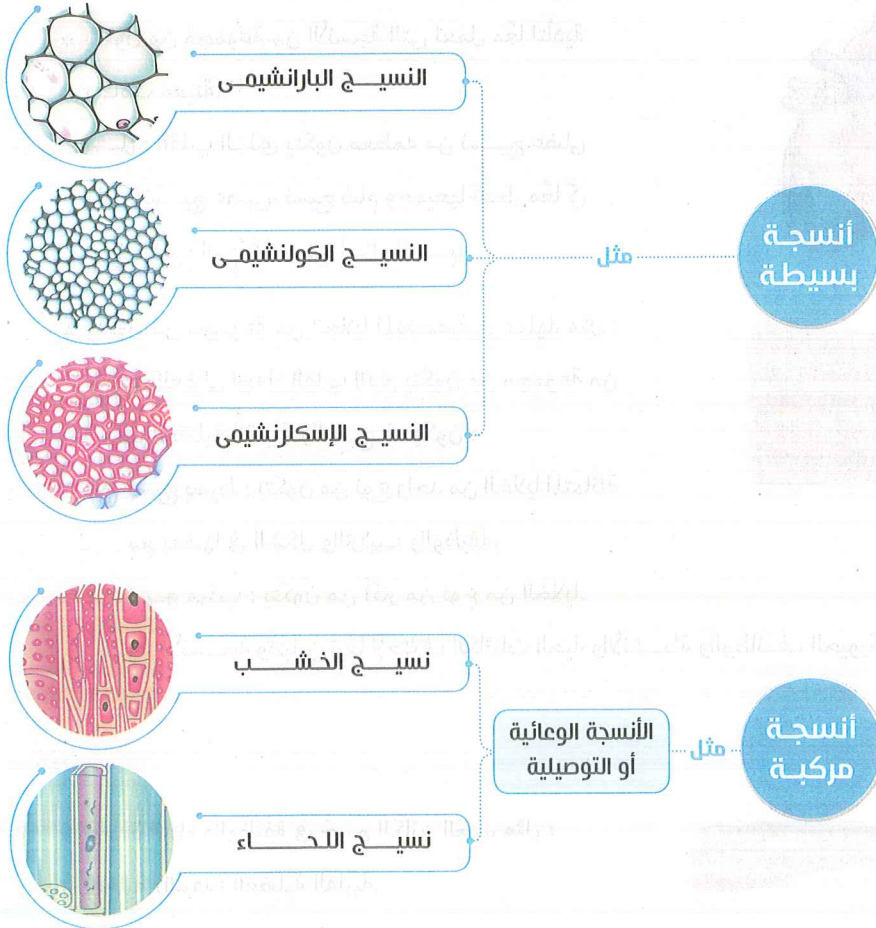 أنسجة
بسيطة
مثل
النسيج البارانشيمى
النسيج الكولنشيمى
النسيج الإسكلرنشيمى
أنسجة
مركبة
مثل
الأنسجة الوعائية
أو التوصيلية
نسيج الخشب
نسيج اللحاء